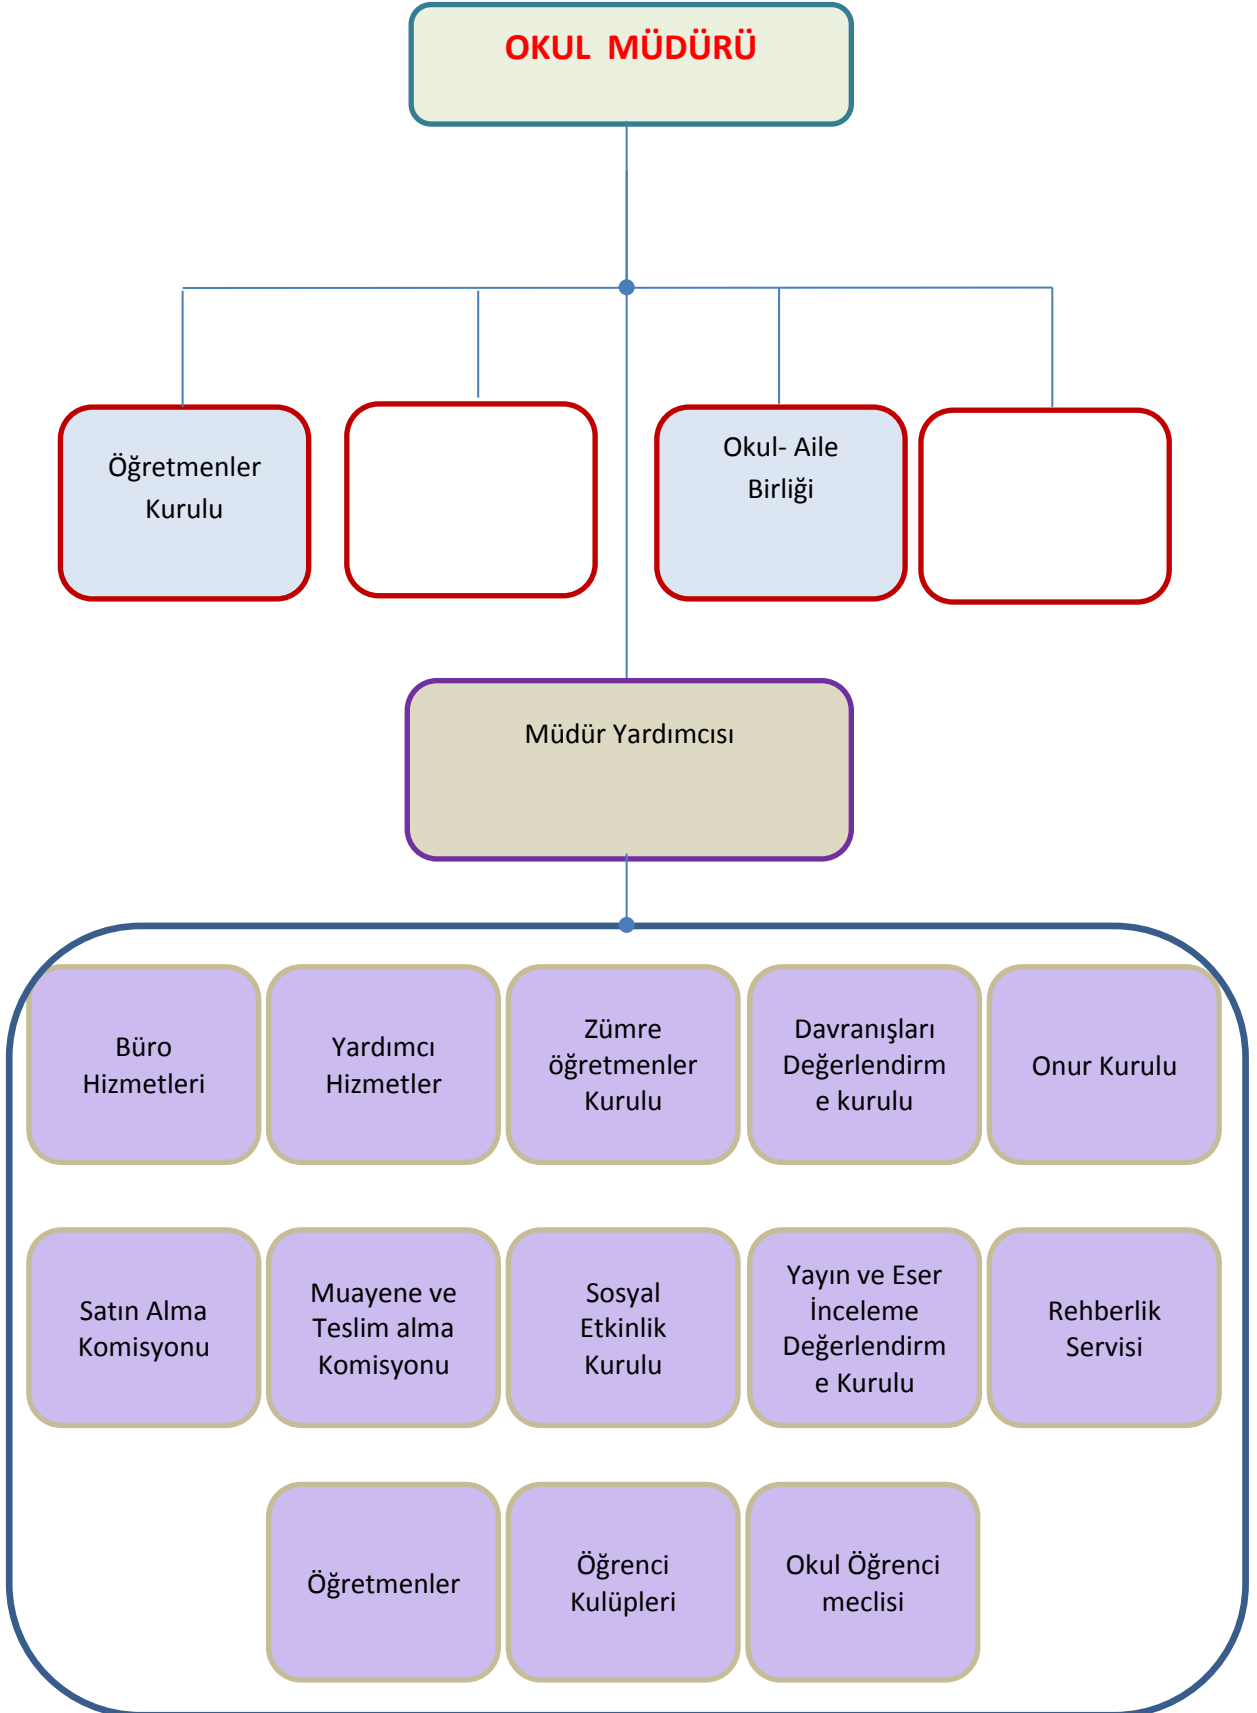 OKUL  MÜDÜRÜ
Öğretmenler
Kurulu
Okul- Aile
Birliği
Müdür Yardımcısı
Büro
Hizmetleri
Yardımcı
Hizmetler
Zümre
öğretmenler
Kurulu
Davranışları
Değerlendirm
e kurulu
Onur Kurulu
Satın Alma
Komisyonu
Muayene ve
Teslim alma
Komisyonu
Sosyal
Etkinlik
Kurulu
Yayın ve Eser
İnceleme
Değerlendirm
e Kurulu
Rehberlik
Servisi
Öğretmenler
Öğrenci
Kulüpleri
Okul Öğrenci
meclisi